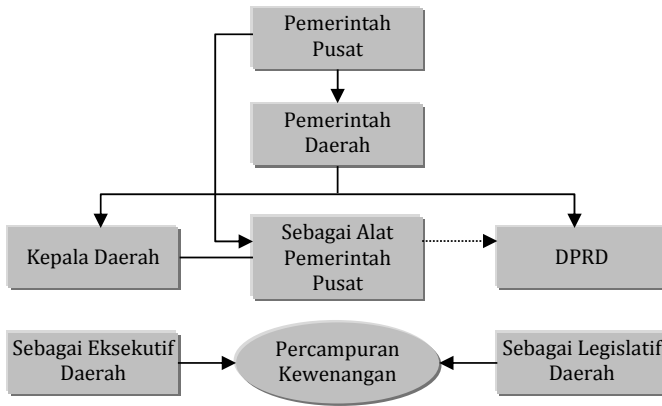 Pemerintah
Pusat
Pemerintah
Daerah
Kepala Daerah
Sebagai Alat
Pemerintah
Pusat
DPRD
Sebagai Eksekutif
Daerah
Percampuran
Kewenangan
Sebagai Legislatif
Daerah